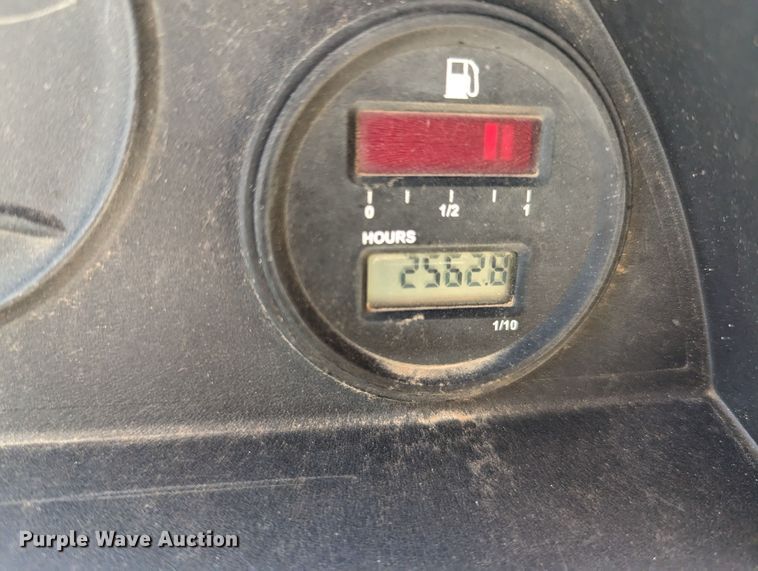 0 1/2 1
HOURS
2562.8
1/10
Purple Wave Auction